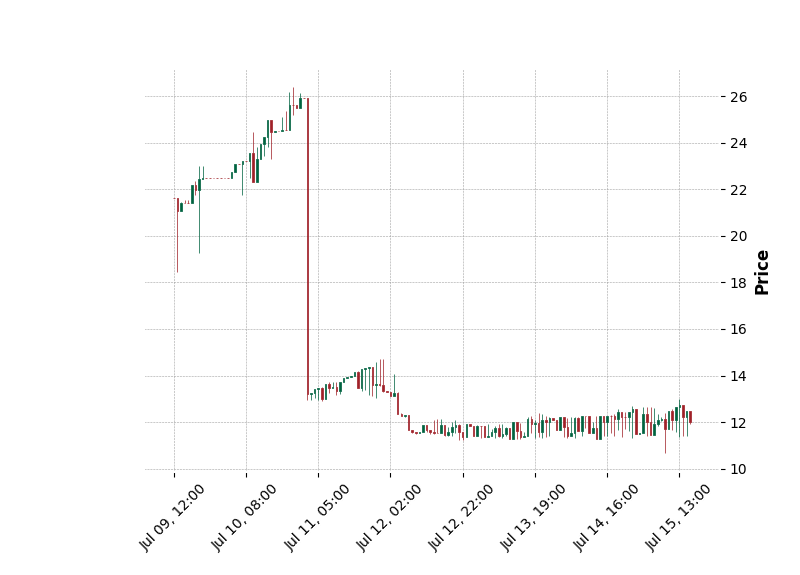 26
24
22
20
18
16
14
12
10
Price
Jul 09, 12:00
Jul 10, 08:00
Jul 11, 05:00
Jul 12, 02:00
Jul 12, 22:00
Jul 13, 19:00
Jul 14, 16:00
Jul 15, 13:00